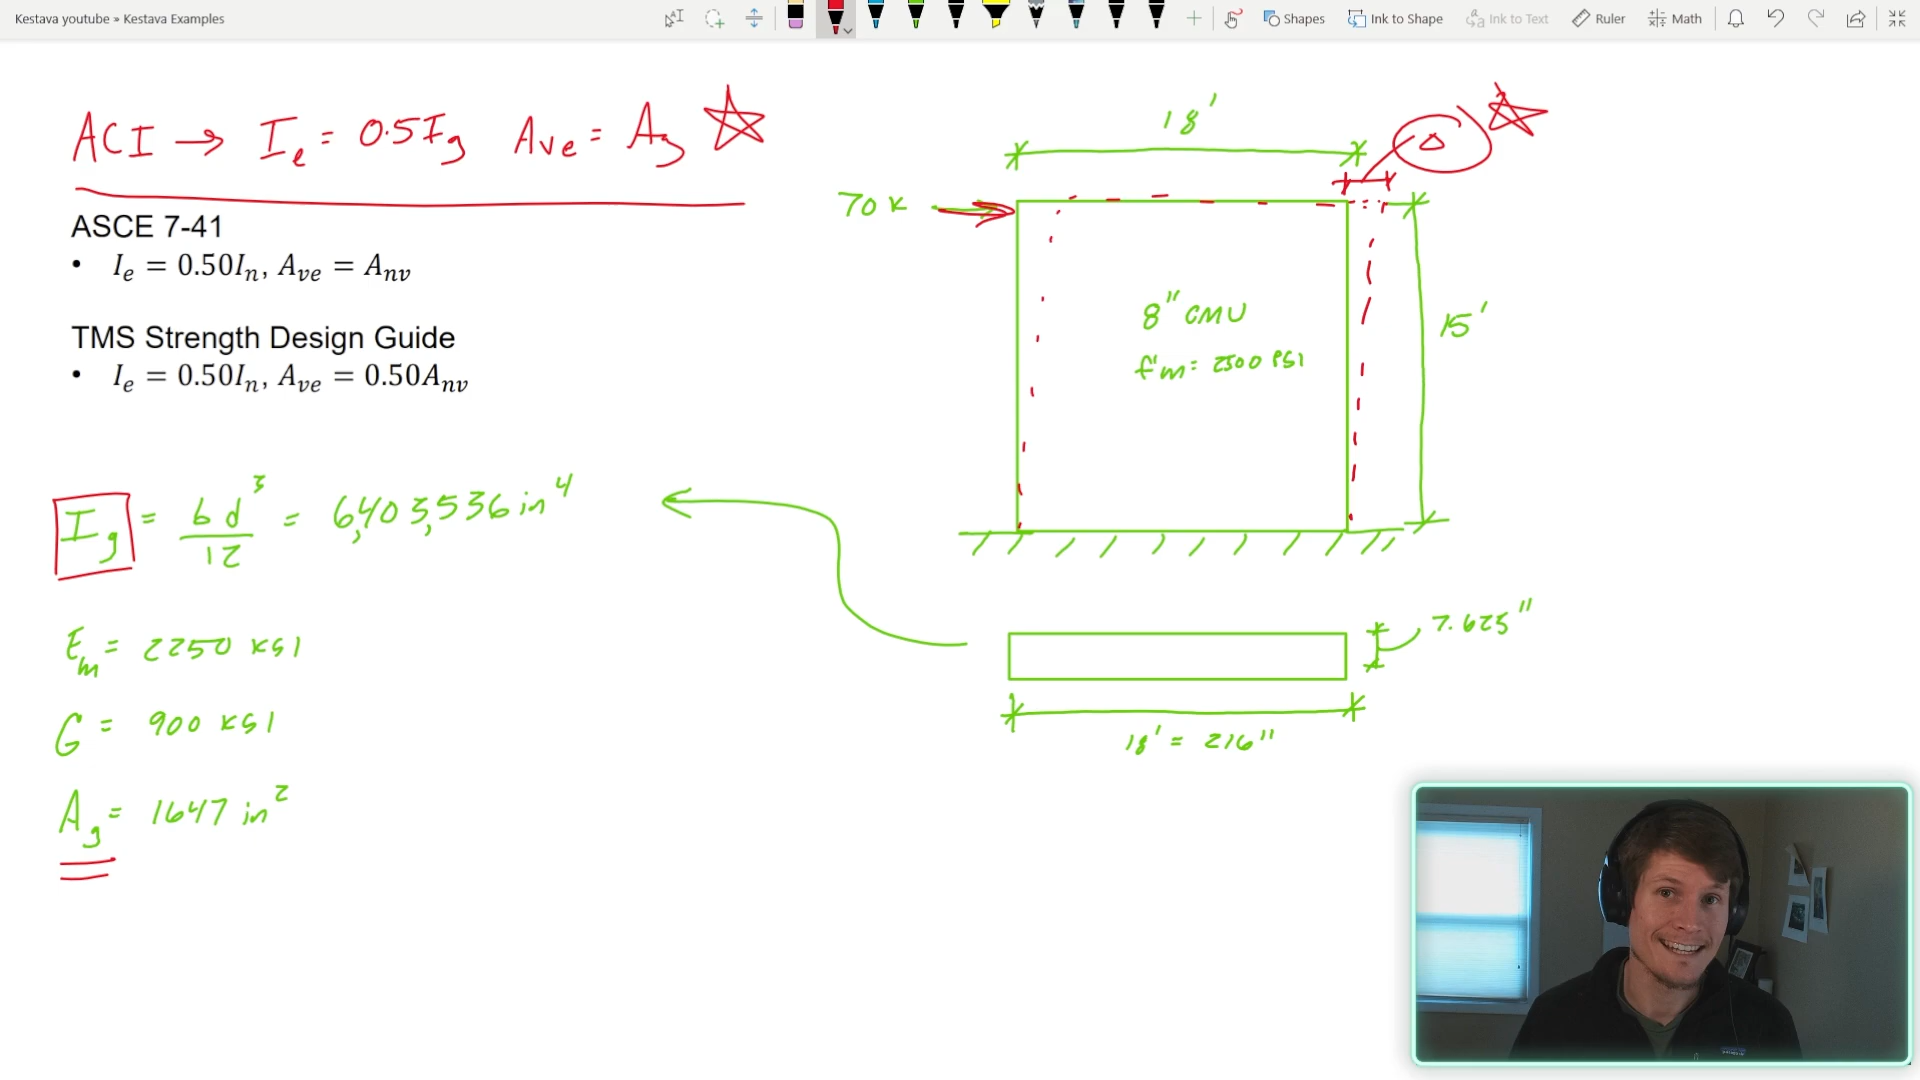 Kestava youtube » Kestava Examples
Shapes Ink to Shape Ink to Text Ruler Math
ACI → Ie = 0.5Ig Ave = Ag
ASCE 7-41
• Ie = 0.50In, Ave = Anv
TMS Strength Design Guide
• Ie = 0.50In, Ave = 0.50Anv
Ig = bd³/12 = 6,403,536 in⁴
Em = 2250 KSI
G = 900 KSI
Ag = 1647 in²
18'
Δ
70 K
8" CMU
f'm = 2500 PSI
15'
7.625"
18' = 216"